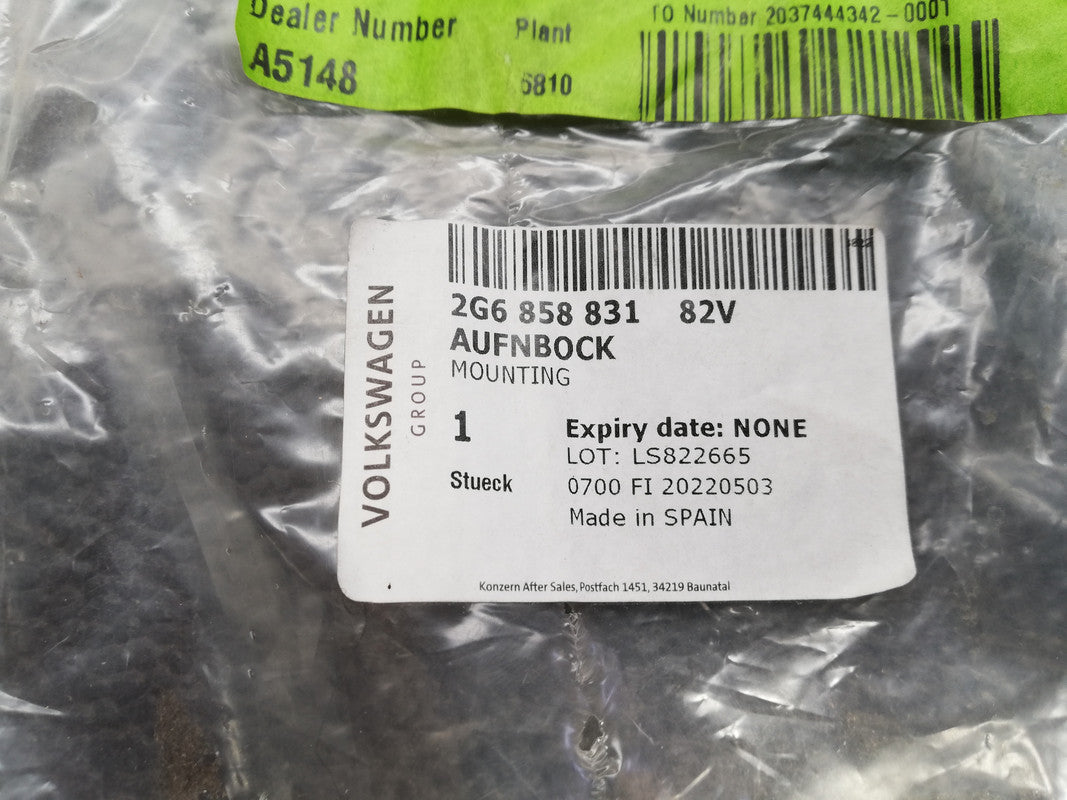 Dealer Number
A5148
Plant
6810
TO Number 2037444342-0001
VOLKSWAGEN
GROUP
2G6 858 831 82V
AUFNBOCK
MOUNTING
1
Stueck
Expiry date: NONE
LOT: LS822665
0700 FI 20220503
Made in SPAIN
Konzern After Sales, Postfach 1451, 34219 Baunatal